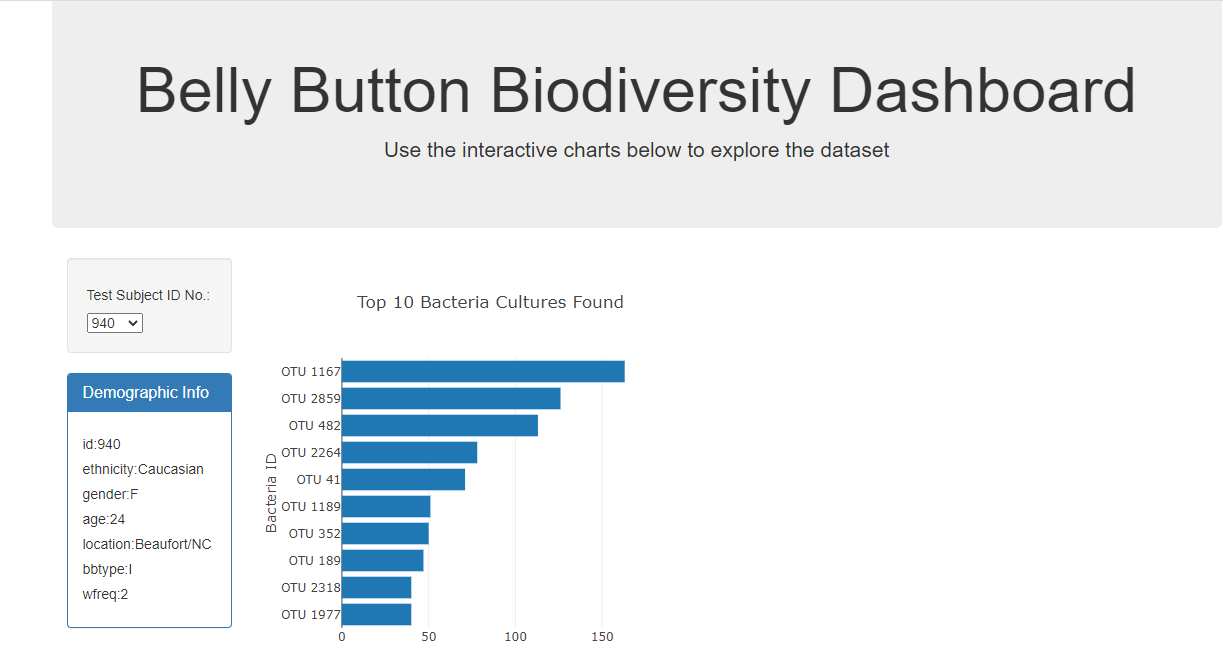 Belly Button Biodiversity Dashboard
Use the interactive charts below to explore the dataset
Test Subject ID No.:
940
Demographic Info
id:940
ethnicity:Caucasian
gender:F
age:24
location:Beaufort/NC
bbtype:I
wfreq:2
Top 10 Bacteria Cultures Found
Bacteria ID
OTU 1167
OTU 2859
OTU 482
OTU 2264
OTU 41
OTU 1189
OTU 352
OTU 189
OTU 2318
OTU 1977
0 50 100 150